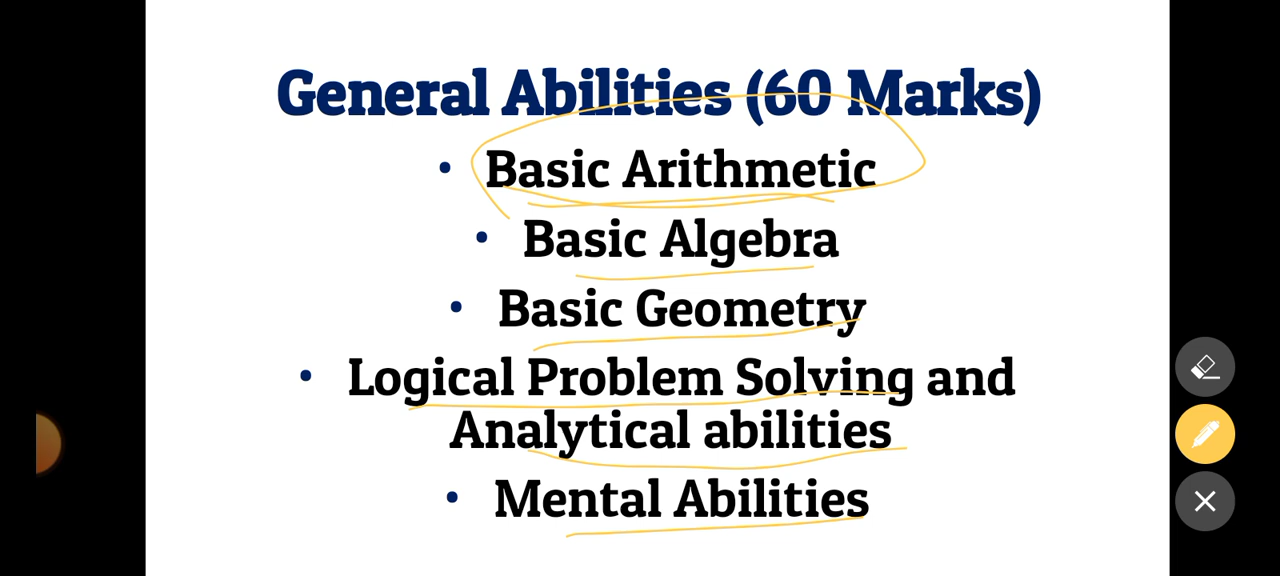 General Abilities (60 Marks)
• Basic Arithmetic
• Basic Algebra
• Basic Geometry
• Logical Problem Solving and
Analytical abilities
• Mental Abilities